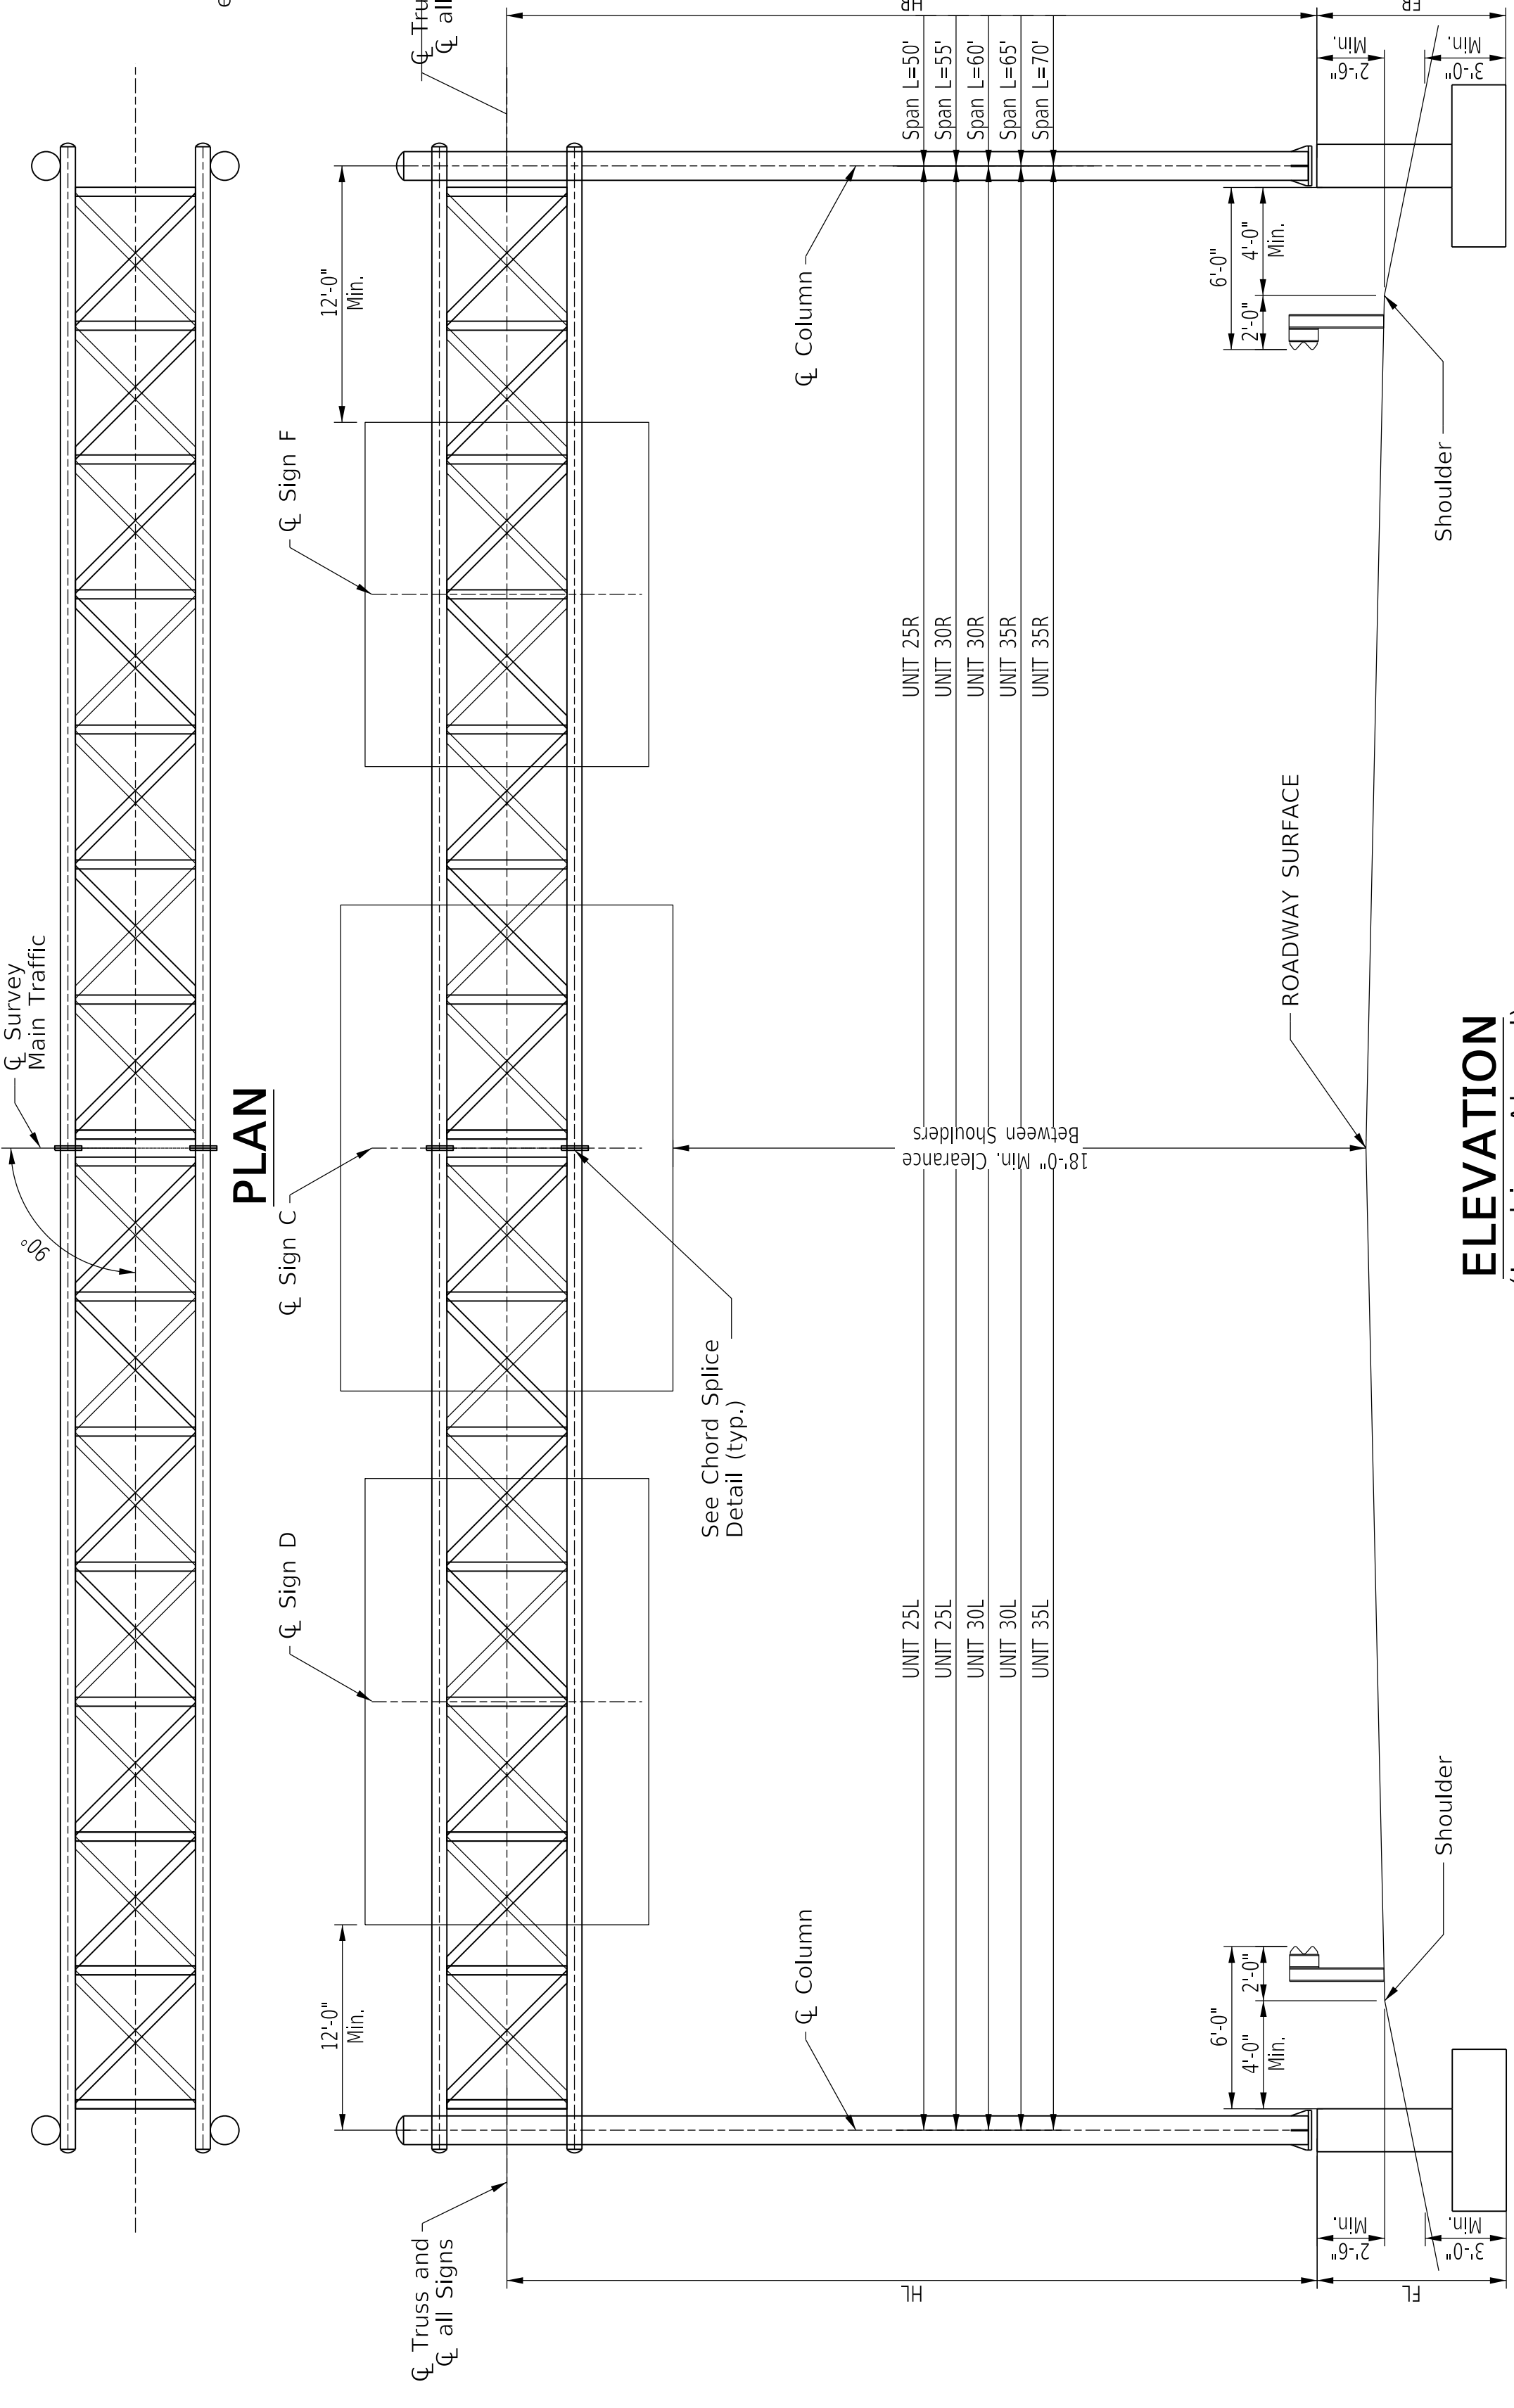 ℄ Survey
Main Traffic
90°
PLAN
℄ Sign D
℄ Sign C
℄ Sign F
12'-0"
Min.
12'-0"
Min.
℄ Truss and
℄ all Signs
℄ all
See Chord Splice
Detail (typ.)
℄ Column
℄ Column
HL
HR
UNIT 25L
UNIT 25R
Span L=50'
UNIT 25L
UNIT 30R
Span L=55'
UNIT 30L
UNIT 30R
Span L=60'
UNIT 30L
UNIT 35R
Span L=65'
UNIT 35L
UNIT 35R
Span L=70'
18'-0" Min. Clearance
Between Shoulders
6'-0"
4'-0"
Min.
2'-0"
6'-0"
2'-0"
4'-0"
Min.
ROADWAY SURFACE
2'-6"
Min.
3'-0"
Min.
FL
2'-6"
Min.
3'-0"
Min.
FR
Shoulder
Shoulder
ELEVATION